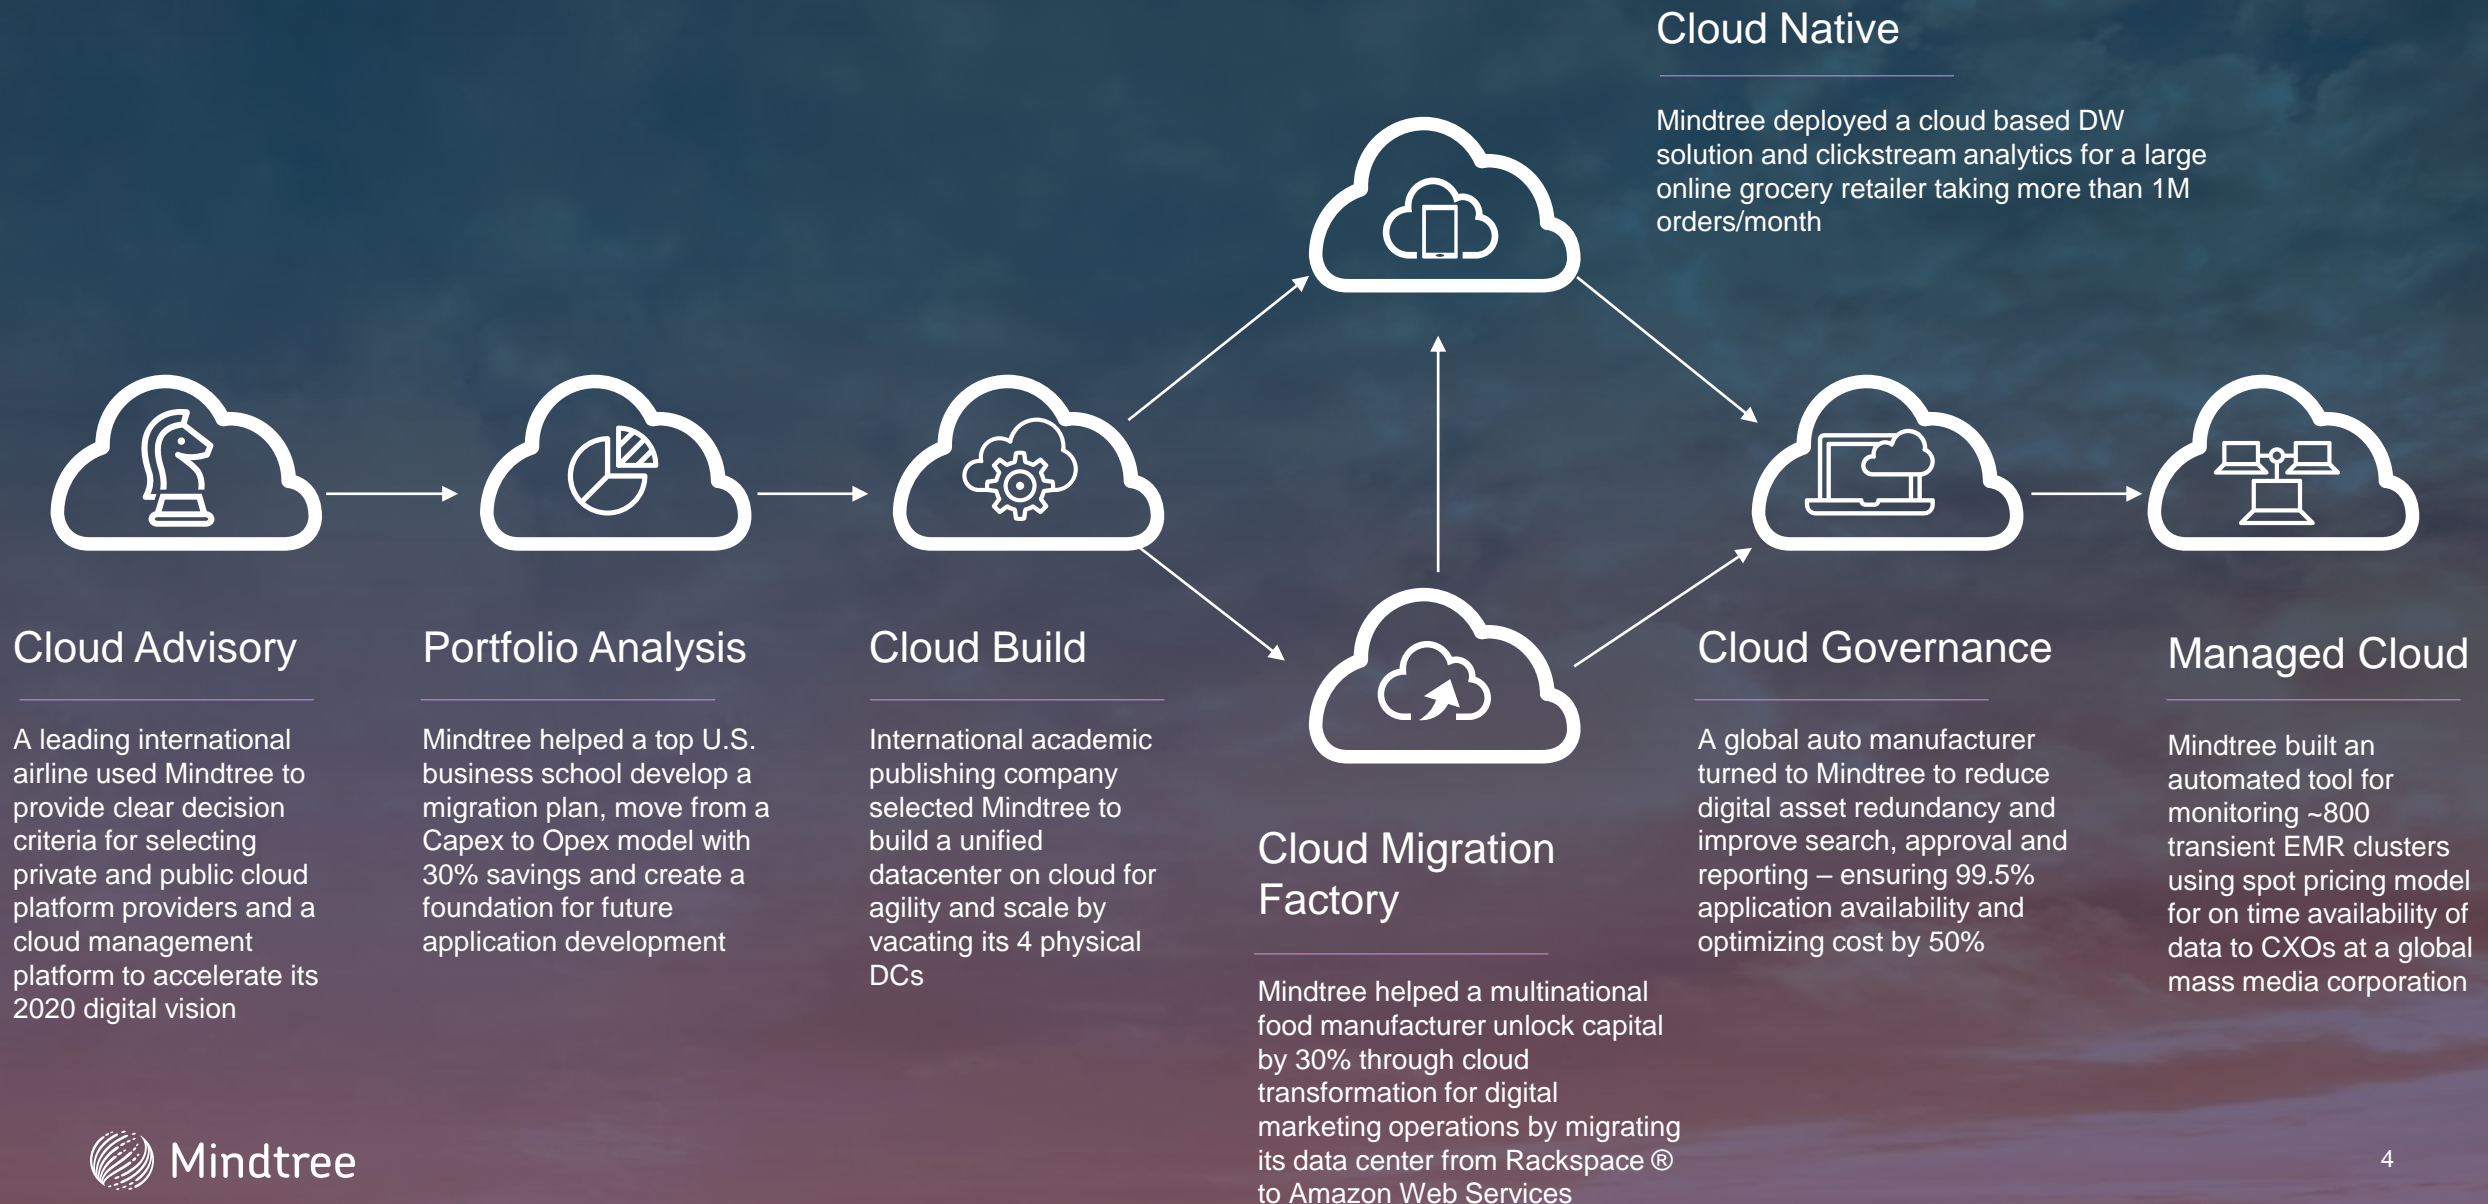 Cloud Native
Mindtree deployed a cloud based DW
solution and clickstream analytics for a large
online grocery retailer taking more than 1M
orders/month
Cloud Advisory
A leading international
airline used Mindtree to
provide clear decision
criteria for selecting
private and public cloud
platform providers and a
cloud management
platform to accelerate its
2020 digital vision
Portfolio Analysis
Mindtree helped a top U.S.
business school develop a
migration plan, move from a
Capex to Opex model with
30% savings and create a
foundation for future
application development
Cloud Build
International academic
publishing company
selected Mindtree to
build a unified
datacenter on cloud for
agility and scale by
vacating its 4 physical
DCs
Cloud Migration
Factory
Mindtree helped a multinational
food manufacturer unlock capital
by 30% through cloud
transformation for digital
marketing operations by migrating
its data center from Rackspace ®
to Amazon Web Services
Cloud Governance
A global auto manufacturer
turned to Mindtree to reduce
digital asset redundancy and
improve search, approval and
reporting – ensuring 99.5%
application availability and
optimizing cost by 50%
Managed Cloud
Mindtree built an
automated tool for
monitoring ~800
transient EMR clusters
using spot pricing model
for on time availability of
data to CXOs at a global
mass media corporation
Mindtree
4